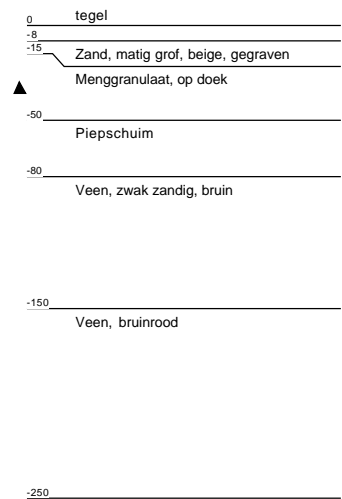 0 tegel
-8
-15 Zand, matig grof, beige, gegraven
Menggranulaat, op doek
-50
Piepschuim
-80
Veen, zwak zandig, bruin
-150
Veen, bruinrood
-250